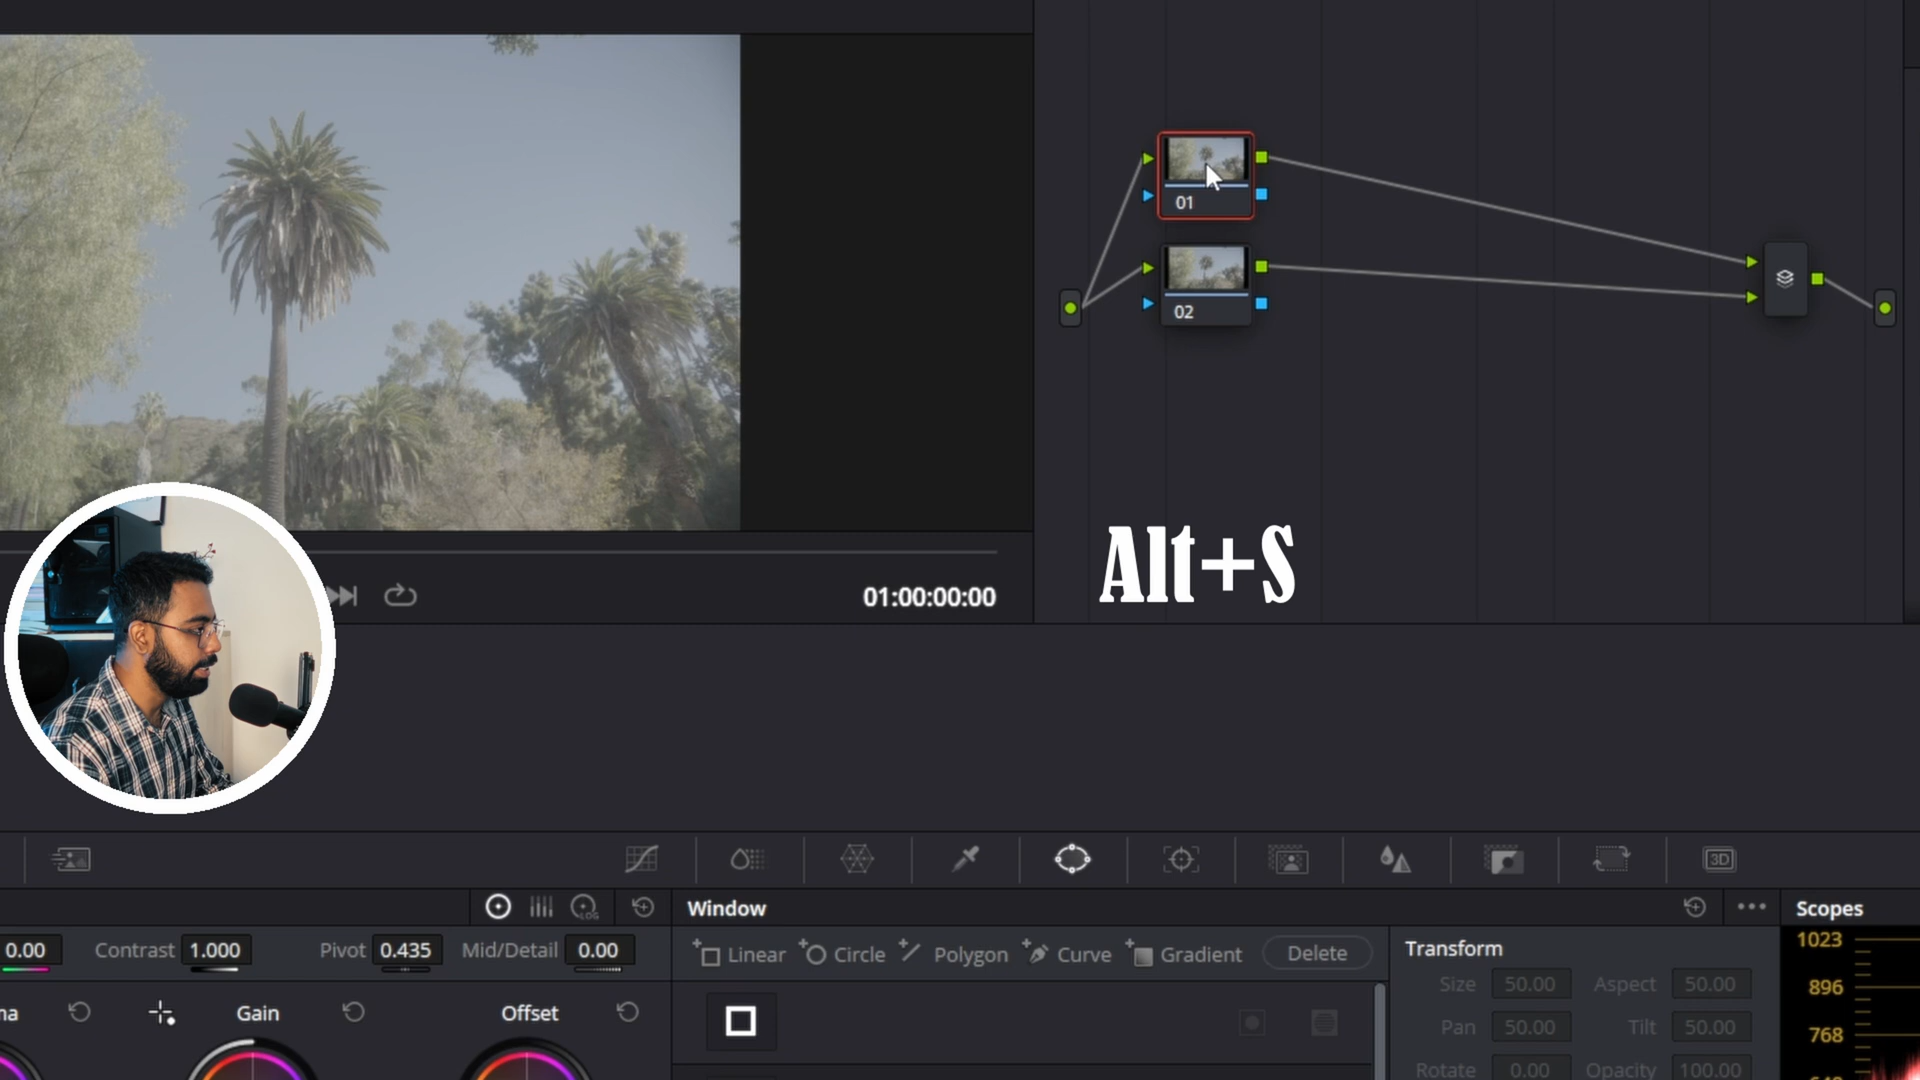 01
02
Alt+S
01:00:00:00
3D
LOG
Window
Scopes
0.00 Contrast 1.000 Pivot 0.435 Mid/Detail 0.00
Linear Circle Polygon Curve Gradient Delete
Transform
1023
Size 50.00 Aspect 50.00
896
ma Gain Offset
Pan 50.00 Tilt 50.00
768
Rotate 0.00 Opacity 100.00